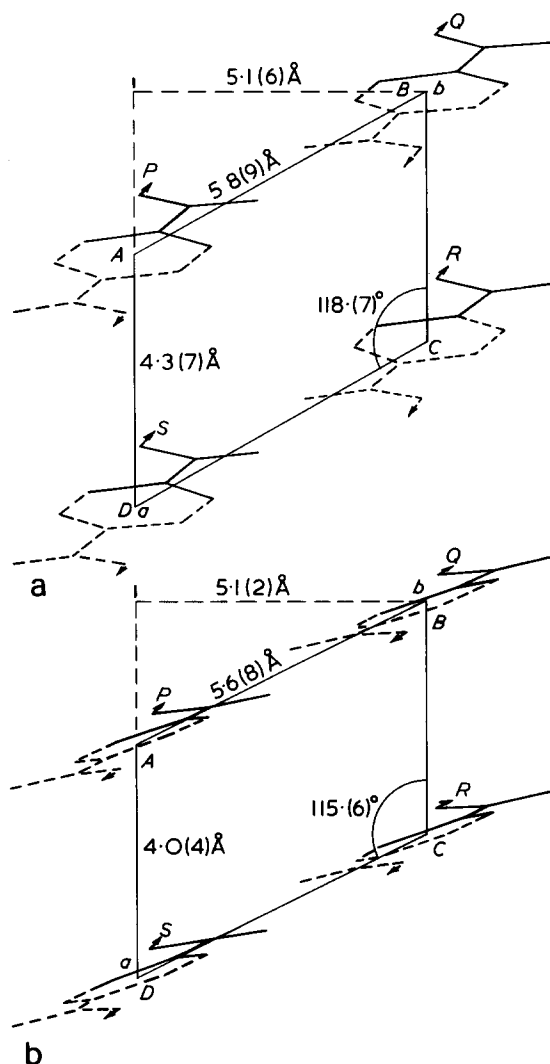 Q
5·1(6)Å
B b
P
5·8(9)Å
A
R
118·(7)°
4·3(7)Å
C
S
D a
a
Q
5·1(2)Å
b
B
P
5·6(8)Å
A
R
115·(6)°
4·0(4)Å
C
S
a
D
b